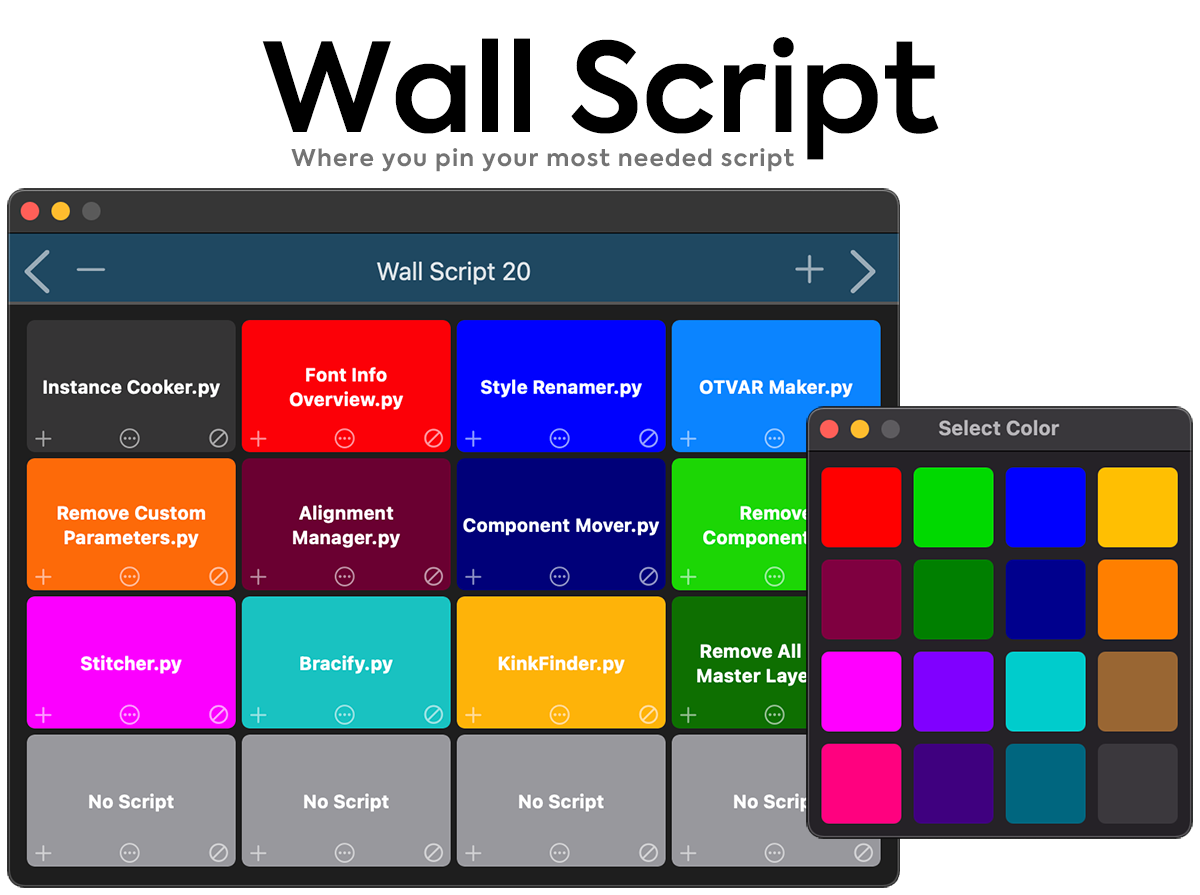 Wall Script
Where you pin your most needed script
Wall Script 20
Instance Cooker.py
Font Info
Overview.py
Style Renamer.py
OTVAR Maker.py
Select Color
Remove Custom
Parameters.py
Alignment
Manager.py
Component Mover.py
Remove
Component
Stitcher.py
Bracify.py
KinkFinder.py
Remove All
Master
No Script
No Script
No Script
No